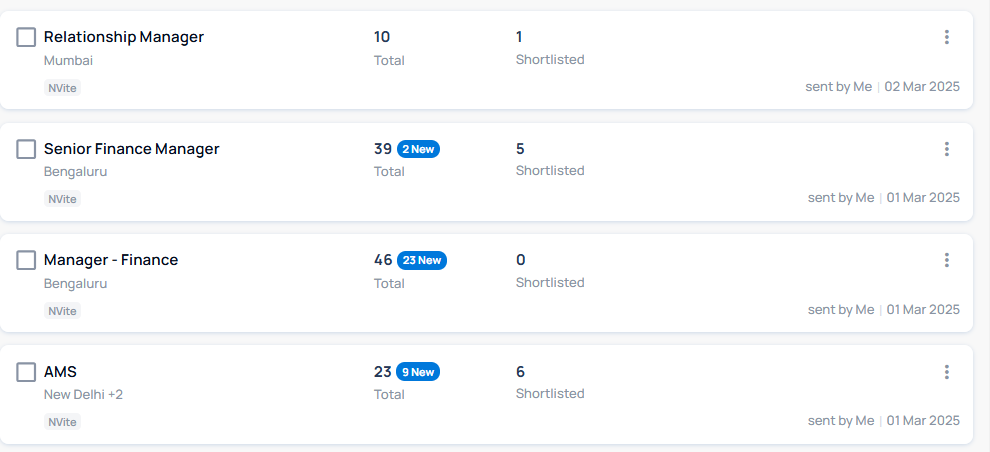 Relationship Manager 10 1
Mumbai Total Shortlisted
NVite
sent by Me | 02 Mar 2025
Senior Finance Manager 39 2 New 5
Bengaluru Total Shortlisted
NVite
sent by Me | 01 Mar 2025
Manager - Finance 46 23 New 0
Bengaluru Total Shortlisted
NVite
sent by Me | 01 Mar 2025
AMS 23 9 New 6
New Delhi +2 Total Shortlisted
NVite
sent by Me | 01 Mar 2025